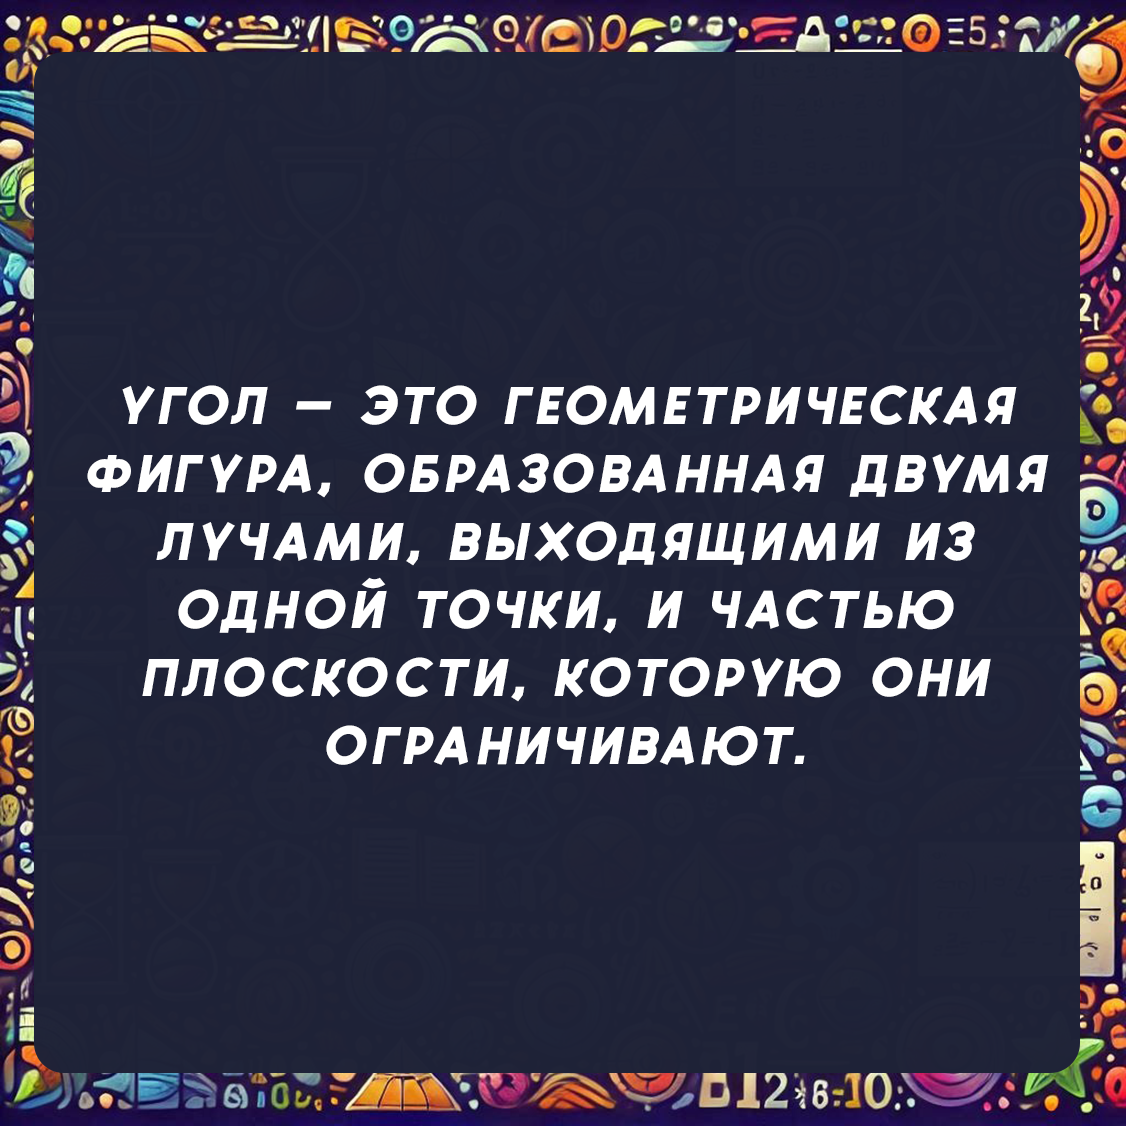 УГОЛ — ЭТО ГЕОМЕТРИЧЕСКАЯ
ФИГУРА, ОБРАЗОВАННАЯ ДВУМЯ
ЛУЧАМИ, ВЫХОДЯЩИМИ ИЗ
ОДНОЙ ТОЧКИ, И ЧАСТЬЮ
ПЛОСКОСТИ, КОТОРУЮ ОНИ
ОГРАНИЧИВАЮТ.